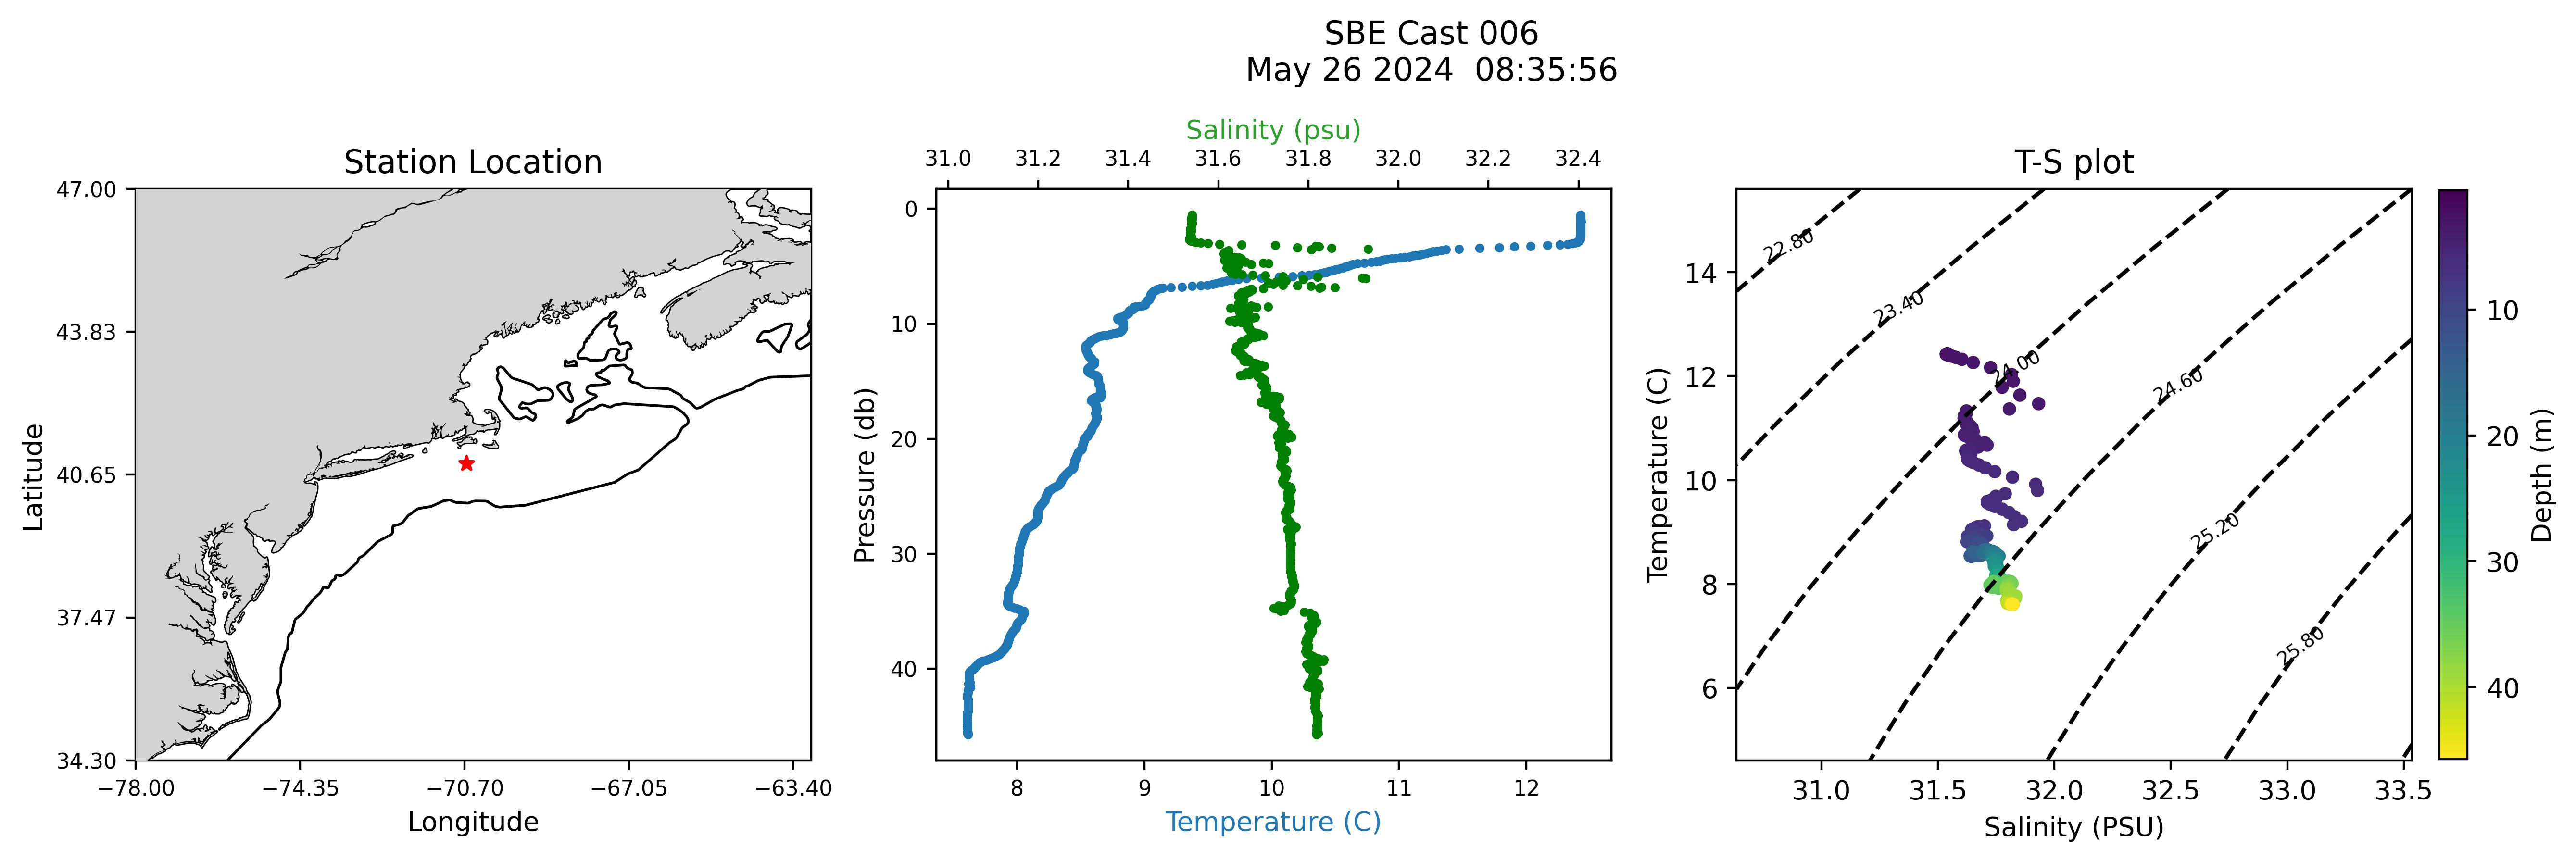 SBE Cast 006
May 26 2024  08:35:56
Station Location
47.00
43.83
40.65
37.47
34.30
Latitude
−78.00 −74.35 −70.70 −67.05 −63.40
Longitude
Salinity (psu)
31.0 31.2 31.4 31.6 31.8 32.0 32.2 32.4
0
10
20
30
40
Pressure (db)
8 9 10 11 12
Temperature (C)
T-S plot
14
12
10
8
6
Temperature (C)
22.80
23.40
24.00
24.60
25.20
25.80
31.0 31.5 32.0 32.5 33.0 33.5
Salinity (PSU)
10
20
30
40
Depth (m)